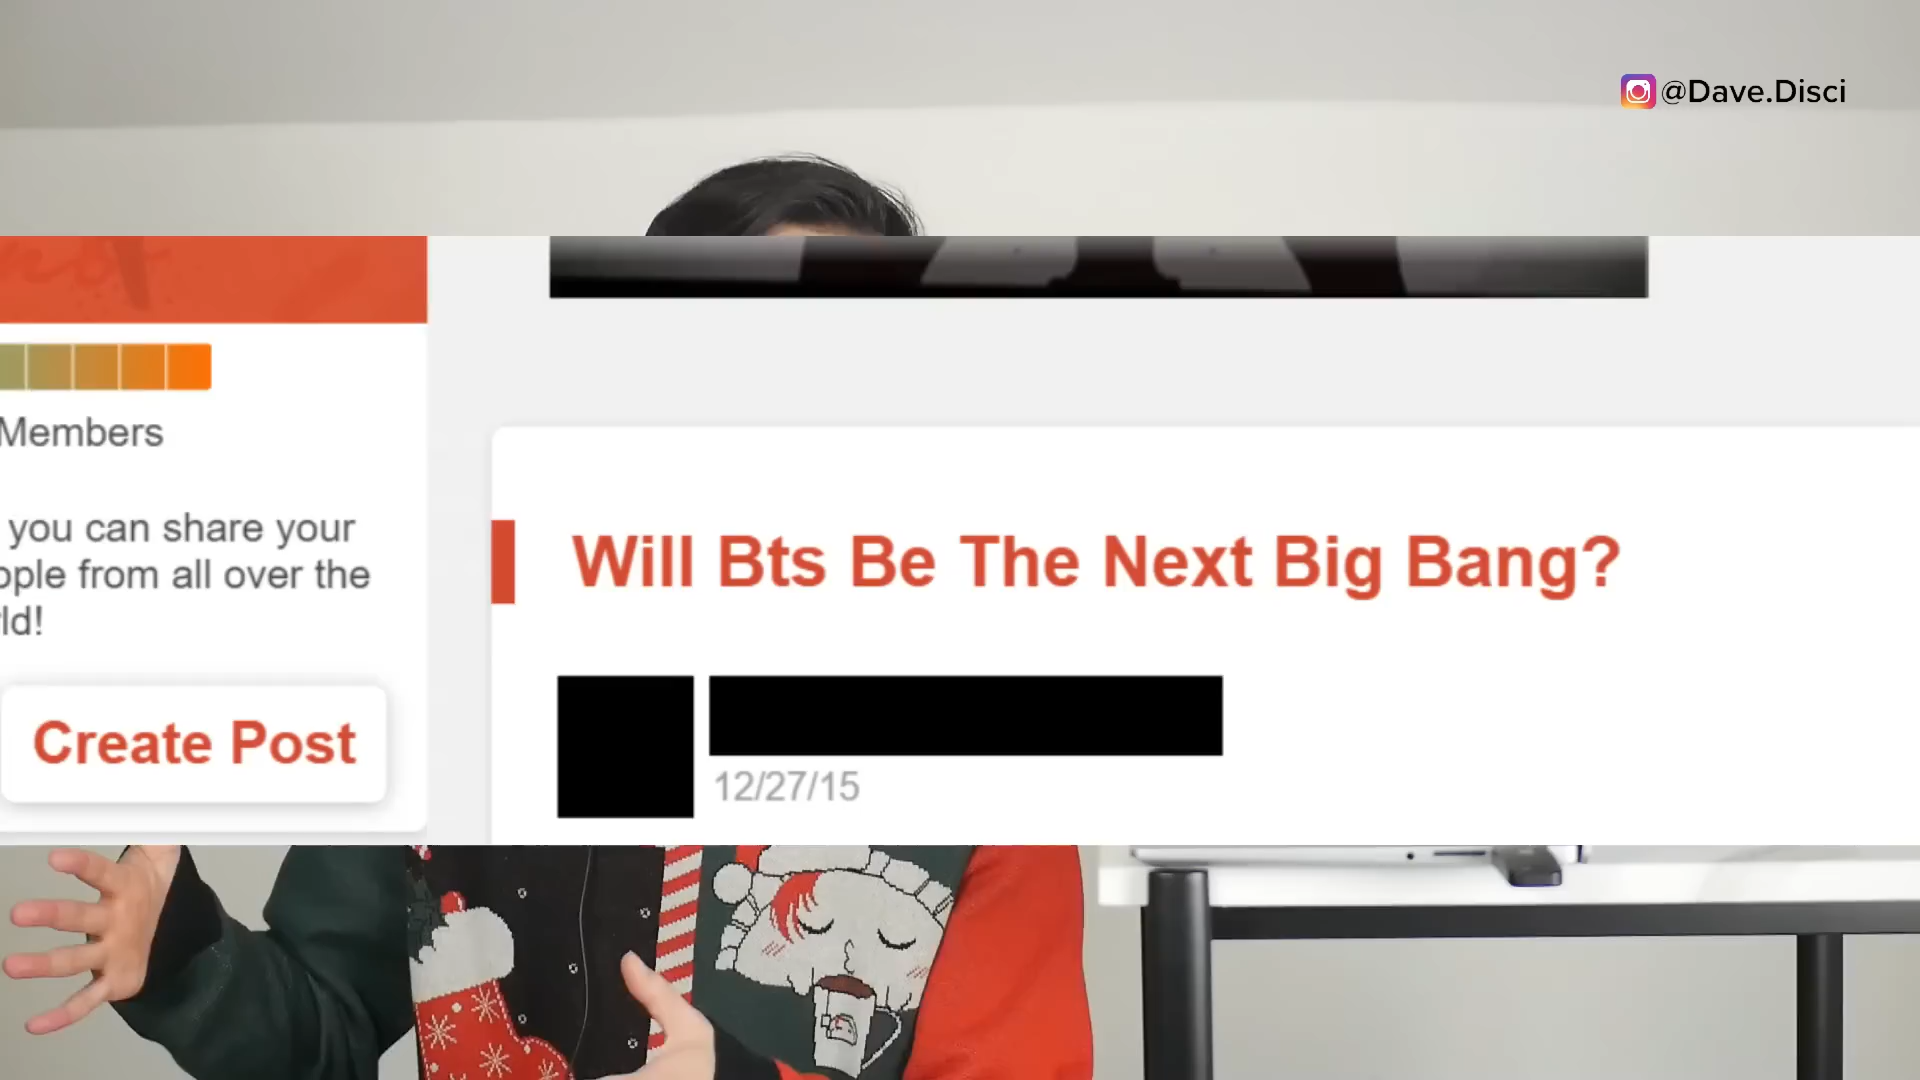 @Dave.Disci
Members
you can share your
ople from all over the
ld!
Create Post
Will Bts Be The Next Big Bang?
12/27/15